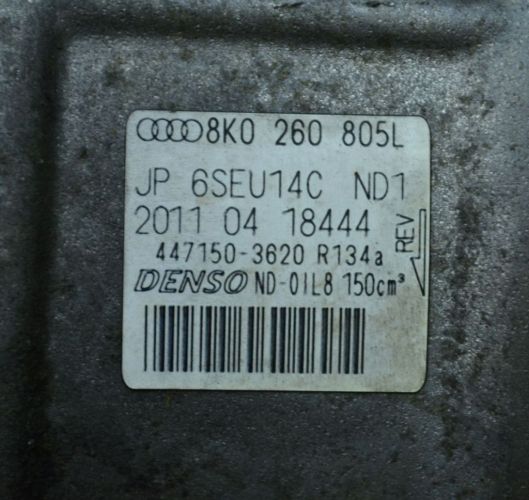 8K0 260 805L
JP 6SEU14C ND1
2011 04 18444
447150-3620 R134a
REV
DENSO ND-OIL8 150cm³